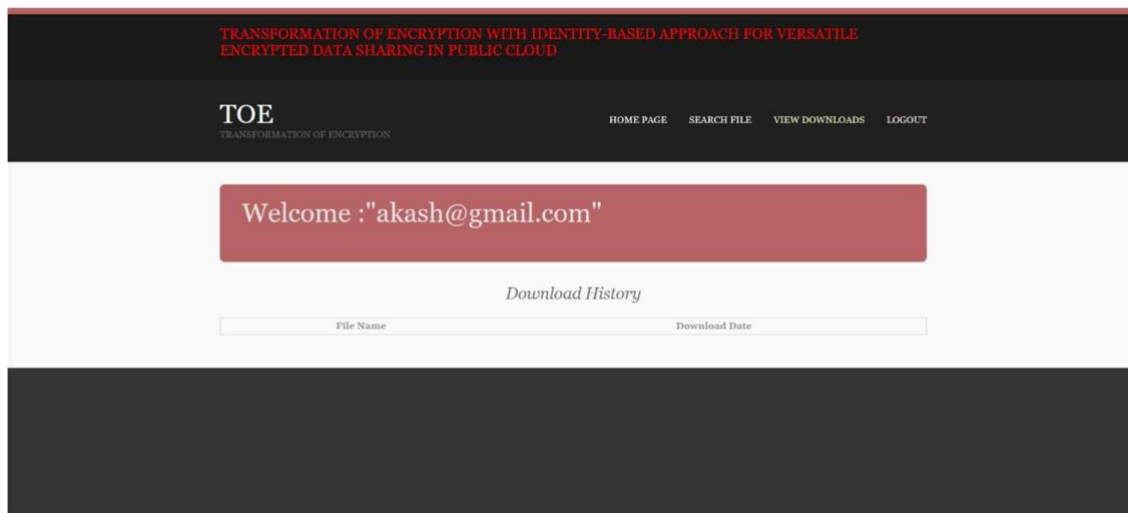 TRANSFORMATION OF ENCRYPTION WITH IDENTITY-BASED APPROACH FOR VERSATILE
ENCRYPTED DATA SHARING IN PUBLIC CLOUD
TOE
TRANSFORMATION OF ENCRYPTION
HOME PAGE SEARCH FILE VIEW DOWNLOADS LOGOUT
Welcome :"akash@gmail.com"
Download History
File Name Download Date